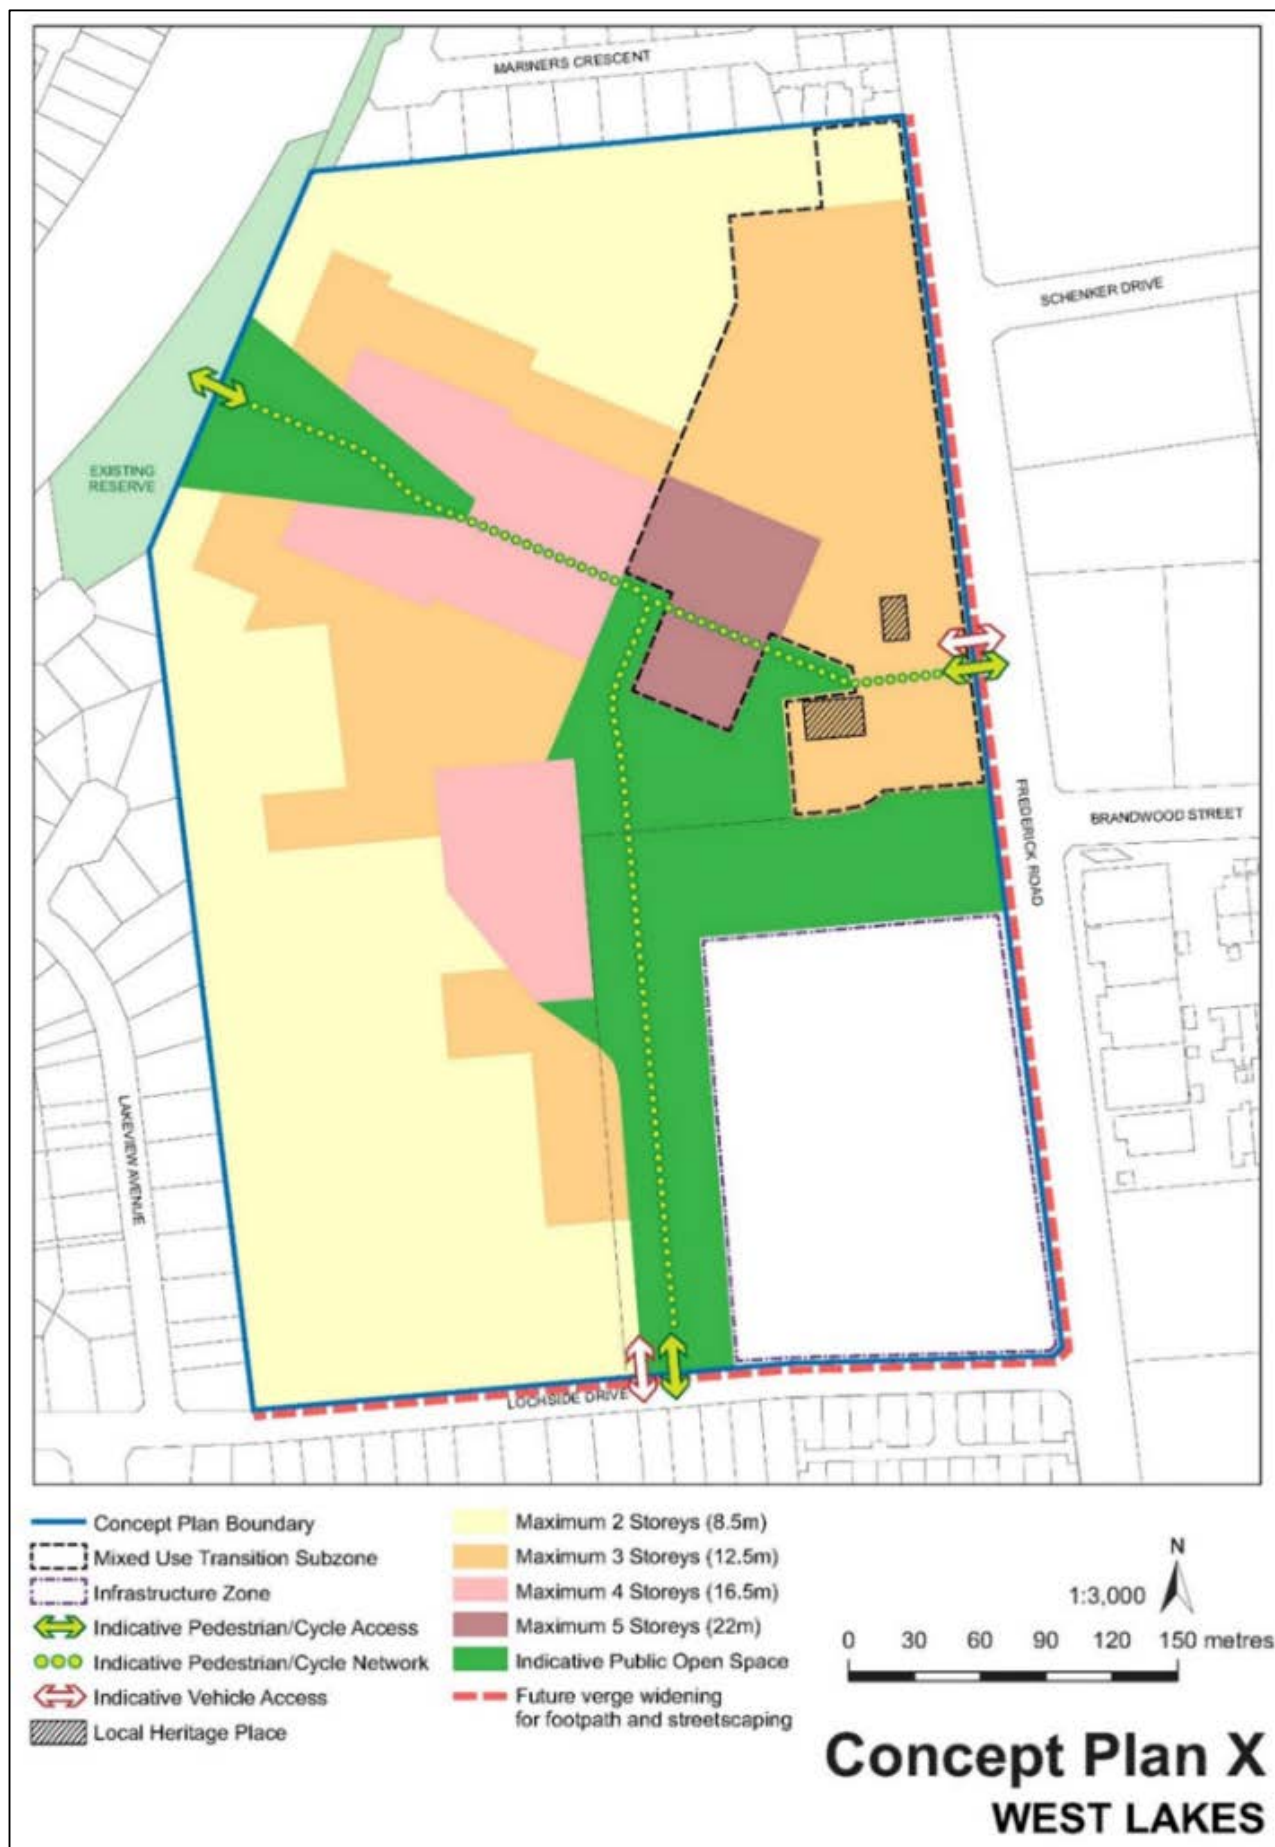 MARINERS CRESCENT
SCHENKER DRIVE
EXISTING
RESERVE
FREDERICK ROAD
BRANDWOOD STREET
LAKEVIEW AVENUE
LOCHSIDE DRIVE
Concept Plan Boundary
Mixed Use Transition Subzone
Infrastructure Zone
Indicative Pedestrian/Cycle Access
Indicative Pedestrian/Cycle Network
Indicative Vehicle Access
Local Heritage Place
Maximum 2 Storeys (8.5m)
Maximum 3 Storeys (12.5m)
Maximum 4 Storeys (16.5m)
Maximum 5 Storeys (22m)
Indicative Public Open Space
Future verge widening
for footpath and streetscaping
N
1:3,000
0 30 60 90 120 150 metres
Concept Plan X
WEST LAKES